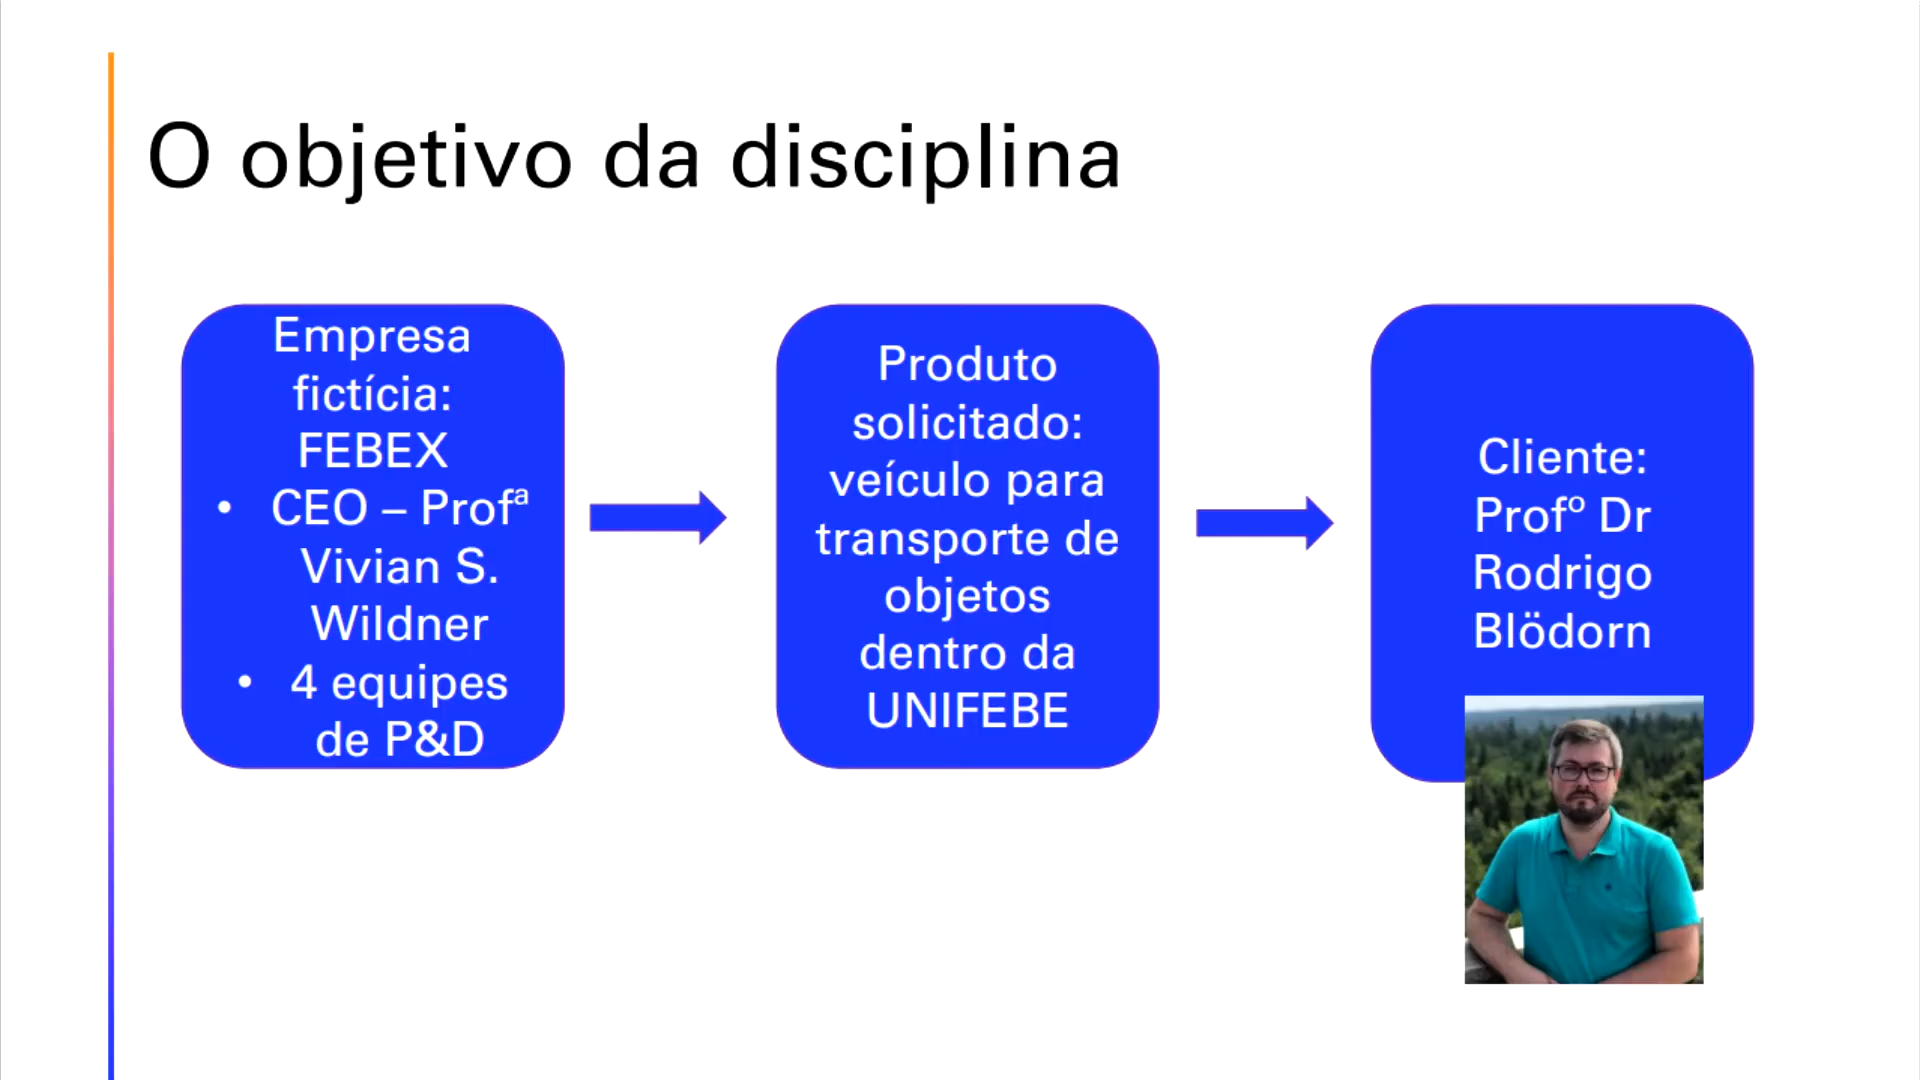 O objetivo da disciplina
Empresa
fictícia:
FEBEX
• CEO – Profª
Vivian S.
Wildner
• 4 equipes
de P&D
Produto
solicitado:
veículo para
transporte de
objetos
dentro da
UNIFEBE
Cliente:
Profº Dr
Rodrigo
Blödorn